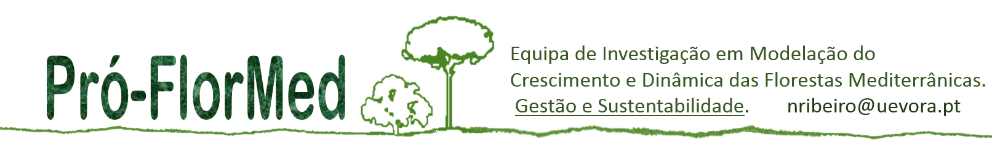 Pró-FlorMed
Equipa de Investigação em Modelação do
Crescimento e Dinâmica das Florestas Mediterrânicas.
Gestão e Sustentabilidade. nribeiro@uevora.pt